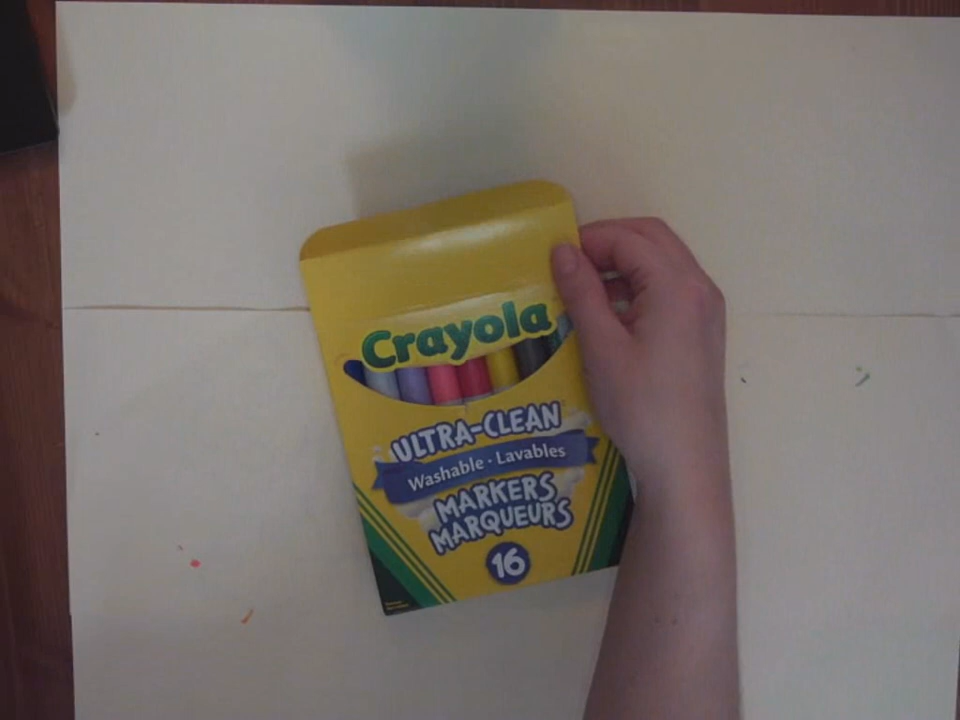 Crayola
ULTRA-CLEAN
Washable · Lavables
MARKERS
MARQUEURS
16